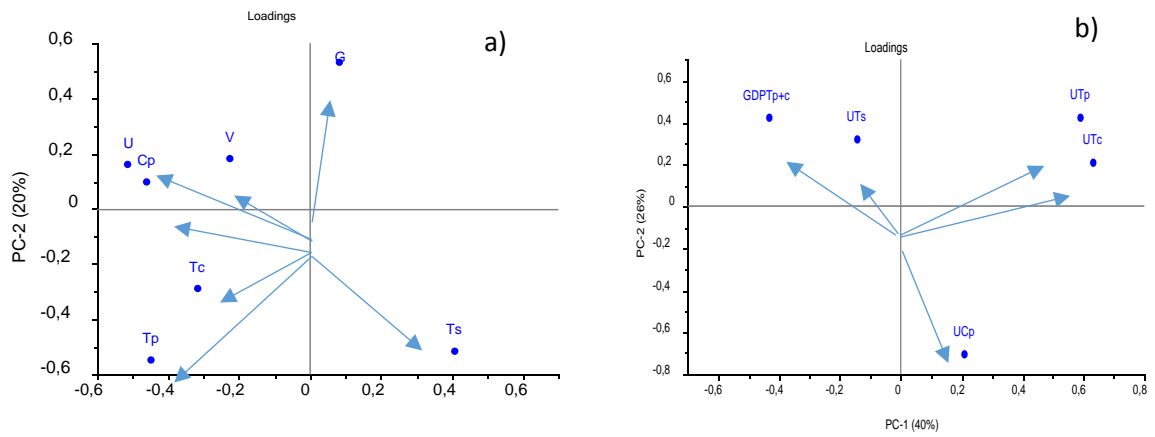 Loadings
a)
0,6
0,4
0,2
0
-0,2
-0,4
-0,6
PC-2 (20%)
G
V
U
Cp
Tc
Tp
Ts
-0,6
-0,4
-0,2
0
0,2
0,4
0,6
b)
Loadings
0,6
0,4
0,2
0
-0,2
-0,4
-0,6
-0,8
PC-2 (26%)
GDPTp+c
UTs
UTp
UTc
UCp
-0,6
-0,4
-0,2
0
0,2
0,4
0,6
0,8
PC-1 (40%)